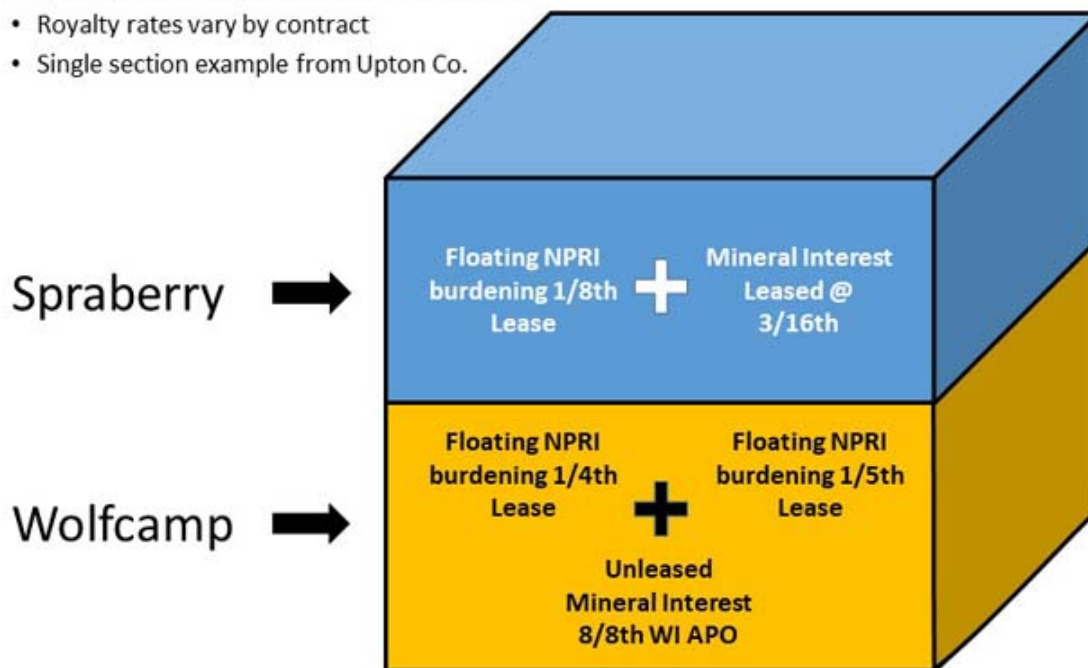 • Royalty rates vary by contract
• Single section example from Upton Co.
Spraberry
Floating NPRI
burdening 1/8th
Lease
Mineral Interest
Leased @
3/16th
Wolfcamp
Floating NPRI
burdening 1/4th
Lease
Floating NPRI
burdening 1/5th
Lease
Unleased
Mineral Interest
8/8th WI APO